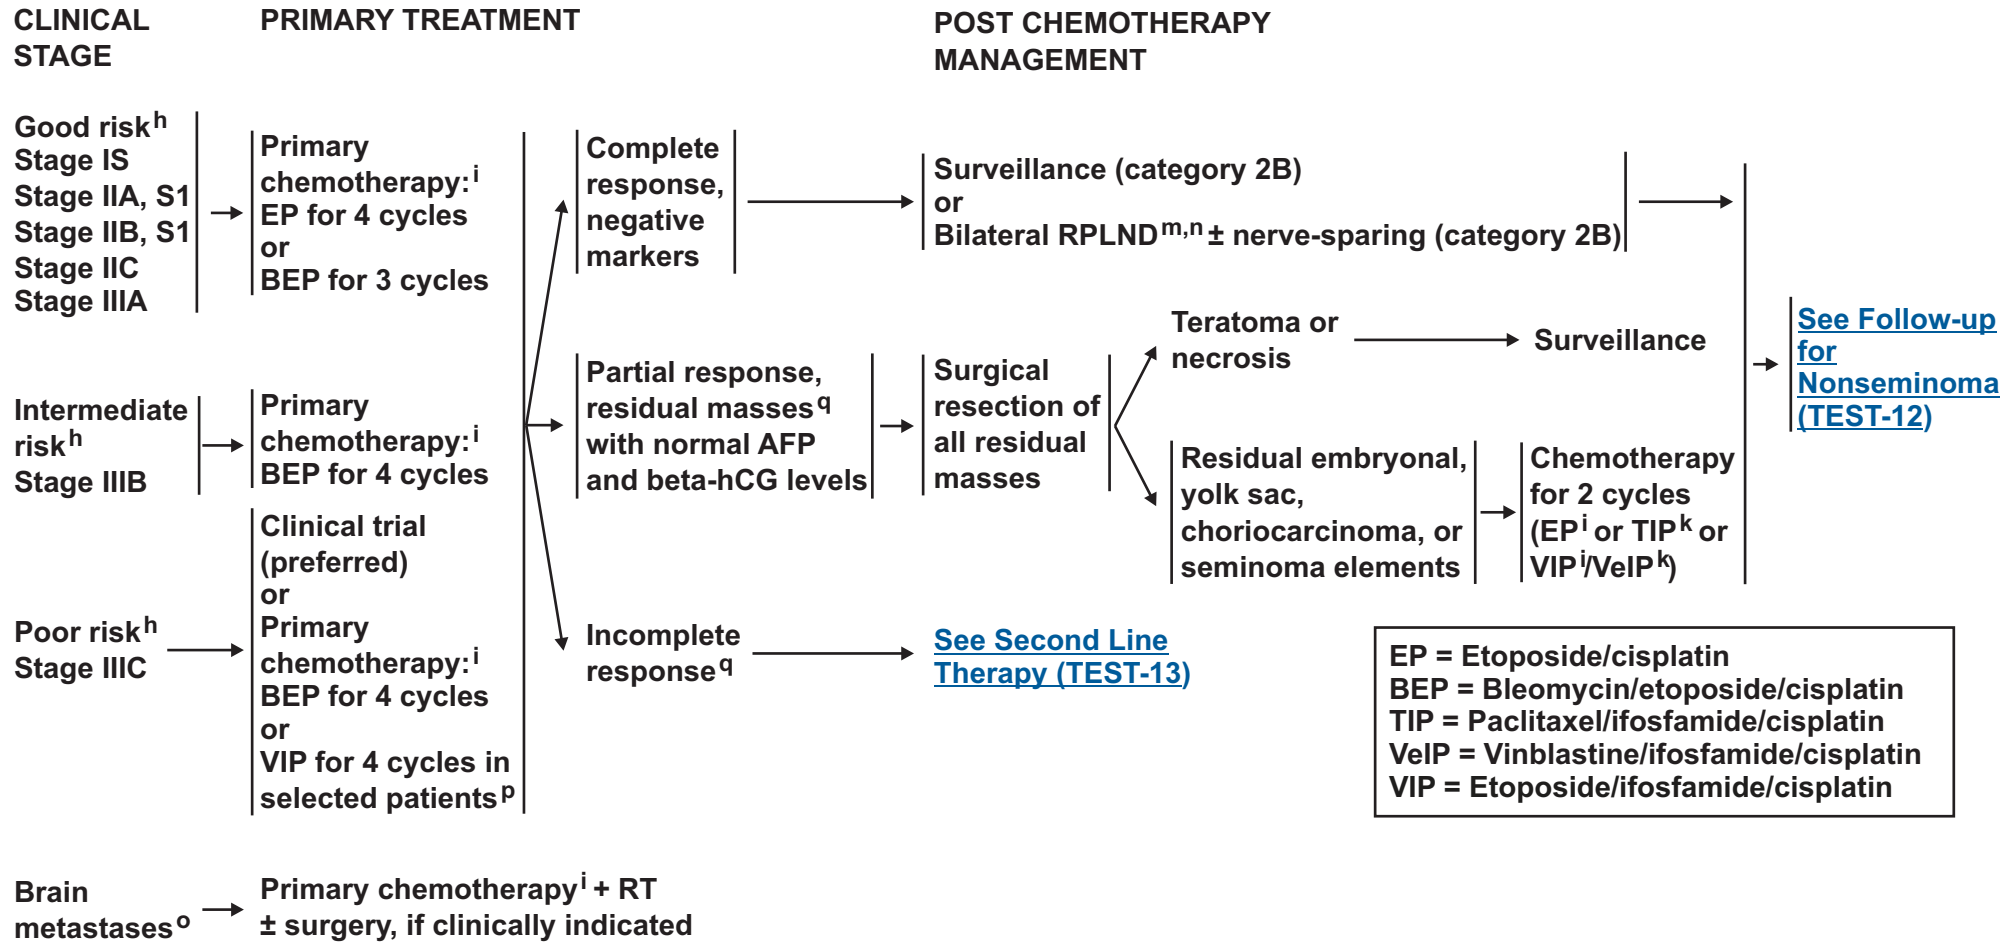 CLINICAL
STAGE
PRIMARY TREATMENT
POST CHEMOTHERAPY
MANAGEMENT
Good risk h
Stage IS
Stage IIA, S1
Stage IIB, S1
Stage IIC
Stage IIIA
Primary
chemotherapy: i
EP for 4 cycles
or
BEP for 3 cycles
Complete
response,
negative
markers
Surveillance (category 2B)
or
Bilateral RPLND m,n ± nerve-sparing (category 2B)
Intermediate
risk h
Stage IIIB
Primary
chemotherapy: i
BEP for 4 cycles
Partial response,
residual masses q
with normal AFP
and beta-hCG levels
Surgical
resection of
all residual
masses
Teratoma or
necrosis
Surveillance
Residual embryonal,
yolk sac,
choriocarcinoma, or
seminoma elements
Chemotherapy
for 2 cycles
(EP i or TIP k or
VIP i/VeIP k)
See Follow-up
for
Nonseminoma
(TEST-12)
Poor risk h
Stage IIIC
Clinical trial
(preferred)
or
Primary
chemotherapy: i
BEP for 4 cycles
or
VIP for 4 cycles in
selected patients p
Incomplete
response q
See Second Line
Therapy (TEST-13)
EP = Etoposide/cisplatin
BEP = Bleomycin/etoposide/cisplatin
TIP = Paclitaxel/ifosfamide/cisplatin
VeIP = Vinblastine/ifosfamide/cisplatin
VIP = Etoposide/ifosfamide/cisplatin
Brain
metastases o
Primary chemotherapy i + RT
± surgery, if clinically indicated